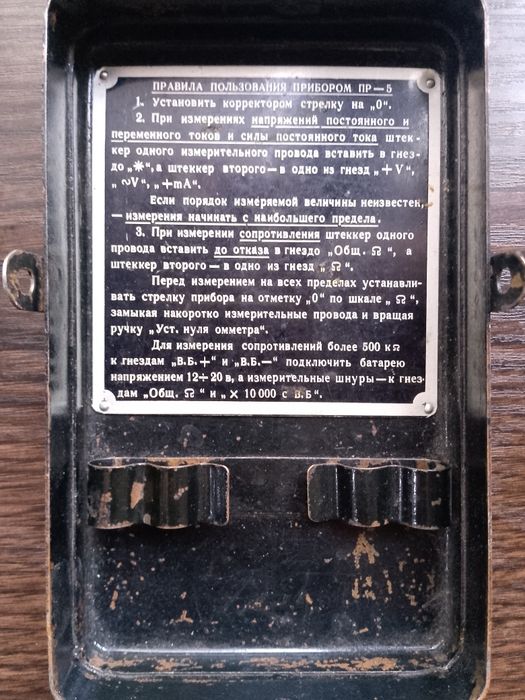 ПРАВИЛА ПОЛЬЗОВАНИЯ ПРИБОРОМ ПР—5
1. Установить корректором стрелку на „0“.
2. При измерениях напряжений постоянного и
переменного токов и силы постоянного тока штек-
кер одного измерительного провода вставить в гнез-
до „✳“, а штеккер второго — в одно из гнезд „+V“,
„∿V“, „+mA“.
Если порядок измеряемой величины неизвестен,
— измерения начинать с наибольшего предела.
3. При измерении сопротивления штеккер одного
провода вставить до отказа в гнездо „Общ. Ω“, а
штеккер второго — в одно из гнезд „ Ω“.
Перед измерением на всех пределах устанавли-
вать стрелку прибора на отметку „0“ по шкале „ Ω“,
замыкая накоротко измерительные провода и вращая
ручку „Уст. нуля омметра“.
Для измерения сопротивлений более 500 кΩ
к гнездам „В.Б.+“ и „В.Б.—“ подключить батарею
напряжением 12÷20 в, а измерительные шнуры — к гнез-
дам „Общ. Ω“ и „× 10 000 с В.Б“.